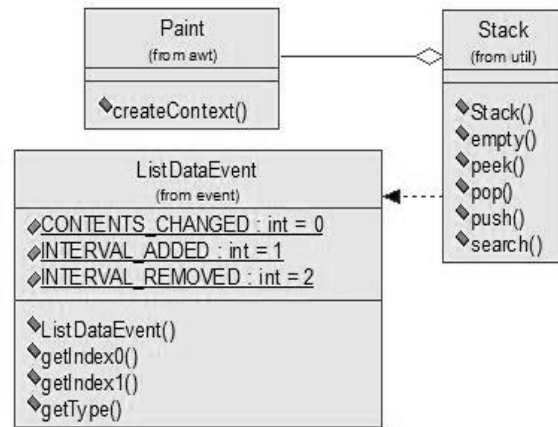 Paint
(from awt)
createContext()
Stack
(from util)
Stack()
empty()
peek()
pop()
push()
search()
ListDataEvent
(from event)
CONTENTS_CHANGED : int = 0
INTERVAL_ADDED : int = 1
INTERVAL_REMOVED : int = 2
ListDataEvent()
getIndex0()
getIndex1()
getType()